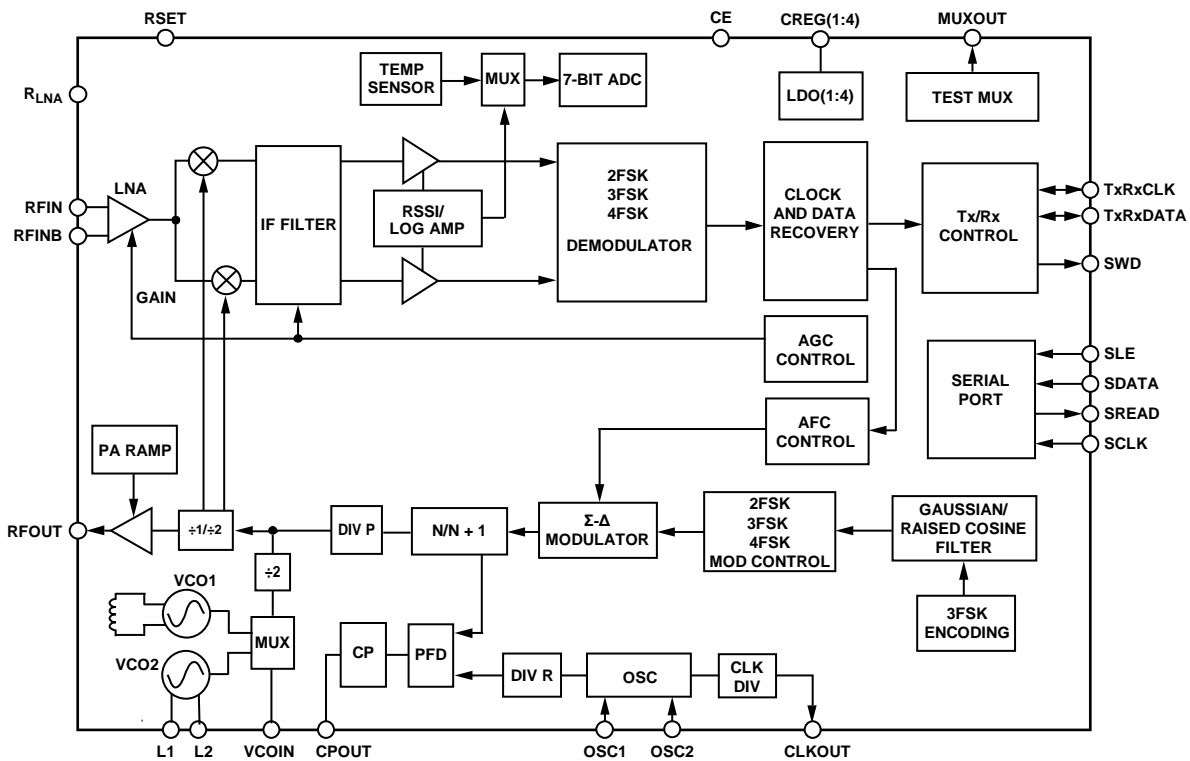 RSET
CE
CREG(1:4)
MUXOUT
TEMP
SENSOR
MUX
7-BIT ADC
LDO(1:4)
TEST MUX
RLNA
LNA
RFIN
RFINB
GAIN
IF FILTER
RSSI/
LOG AMP
2FSK
3FSK
4FSK
DEMODULATOR
CLOCK
AND DATA
RECOVERY
Tx/Rx
CONTROL
TxRxCLK
TxRxDATA
SWD
AGC
CONTROL
SERIAL
PORT
SLE
SDATA
SREAD
SCLK
AFC
CONTROL
PA RAMP
RFOUT
÷1/÷2
DIV P
N/N + 1
Σ-Δ
MODULATOR
2FSK
3FSK
4FSK
MOD CONTROL
GAUSSIAN/
RAISED COSINE
FILTER
÷2
3FSK
ENCODING
VCO1
MUX
VCO2
CP
PFD
DIV R
OSC
CLK
DIV
L1
L2
VCOIN
CPOUT
OSC1
OSC2
CLKOUT